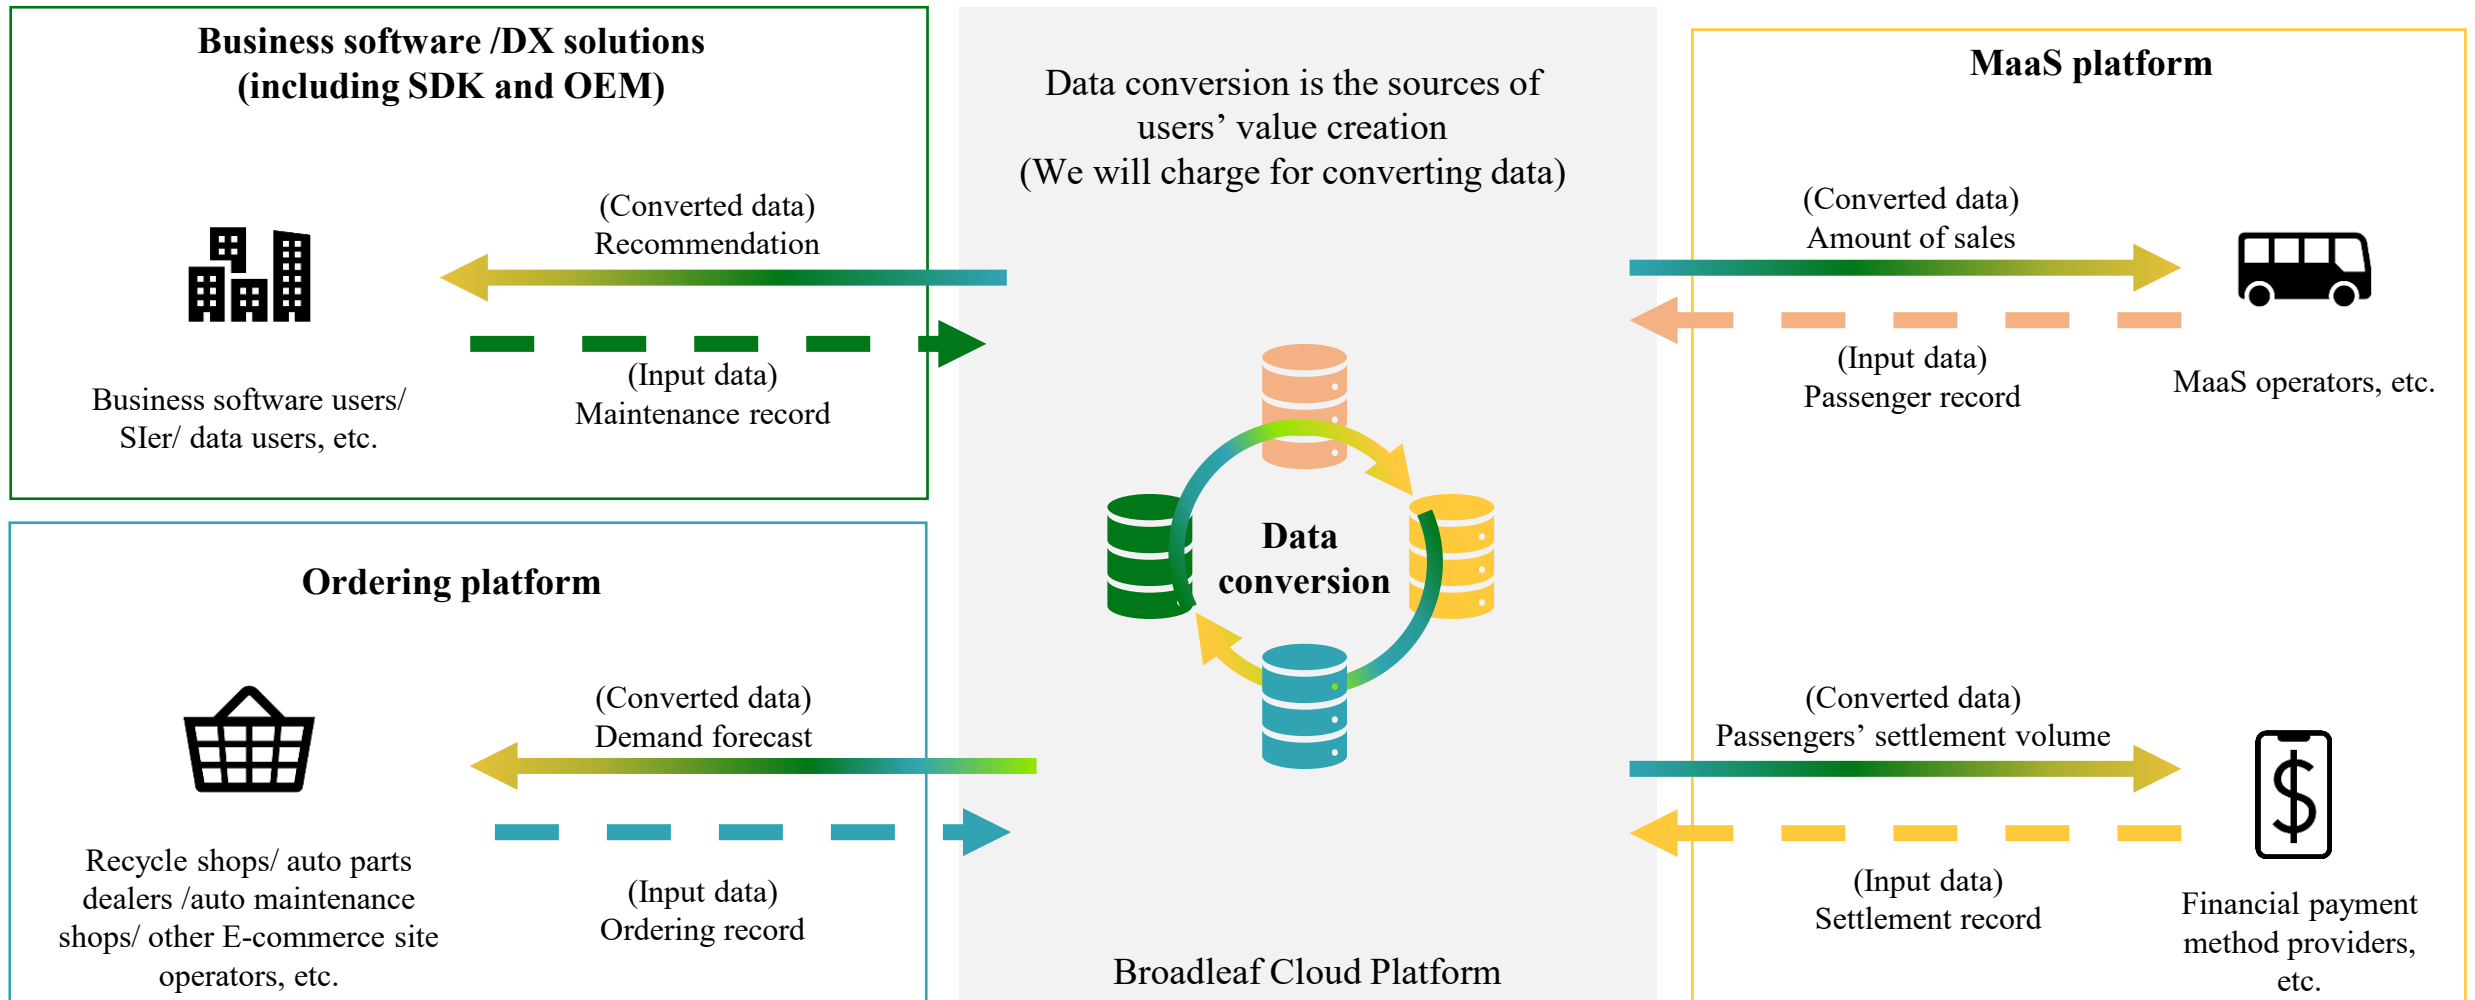 Business software /DX solutions
(including SDK and OEM)
(Converted data)
Recommendation
(Input data)
Maintenance record
Business software users/
SIer/ data users, etc.
Ordering platform
(Converted data)
Demand forecast
(Input data)
Ordering record
Recycle shops/ auto parts
dealers /auto maintenance
shops/ other E-commerce site
operators, etc.
Data conversion is the sources of
users’ value creation
(We will charge for converting data)
Data
conversion
Broadleaf Cloud Platform
MaaS platform
(Converted data)
Amount of sales
(Input data)
Passenger record
MaaS operators, etc.
(Converted data)
Passengers’ settlement volume
(Input data)
Settlement record
Financial payment
method providers,
etc.